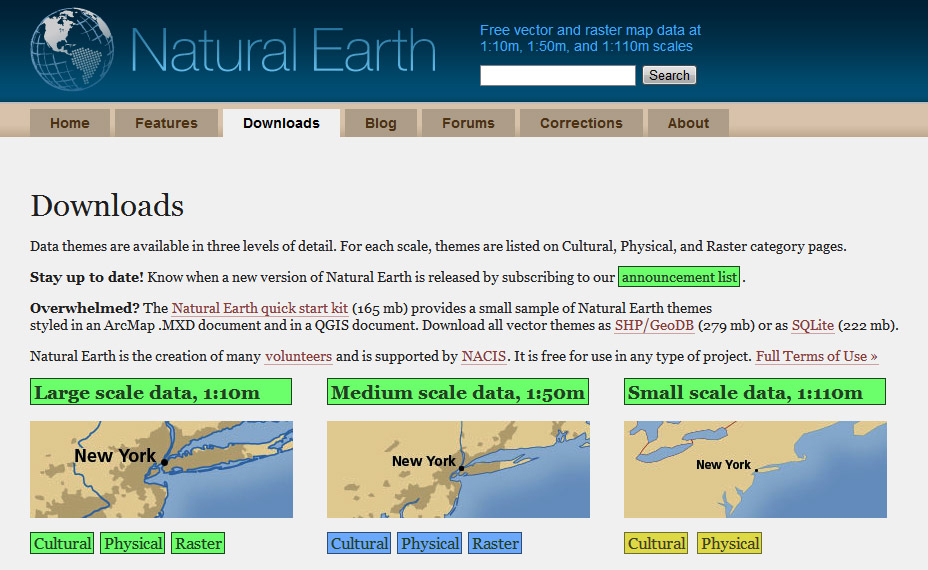 Natural Earth
Free vector and raster map data at
1:10m, 1:50m, and 1:110m scales
Search
Home Features Downloads Blog Forums Corrections About
Downloads
Data themes are available in three levels of detail. For each scale, themes are listed on Cultural, Physical, and Raster category pages.
Stay up to date! Know when a new version of Natural Earth is released by subscribing to our announcement list .
Overwhelmed? The Natural Earth quick start kit (165 mb) provides a small sample of Natural Earth themes
styled in an ArcMap .MXD document and in a QGIS document. Download all vector themes as SHP/GeoDB (279 mb) or as SQLite (222 mb).
Natural Earth is the creation of many volunteers and is supported by NACIS. It is free for use in any type of project. Full Terms of Use »
Large scale data, 1:10m Medium scale data, 1:50m Small scale data, 1:110m
New York New York New York
Cultural Physical Raster Cultural Physical Raster Cultural Physical